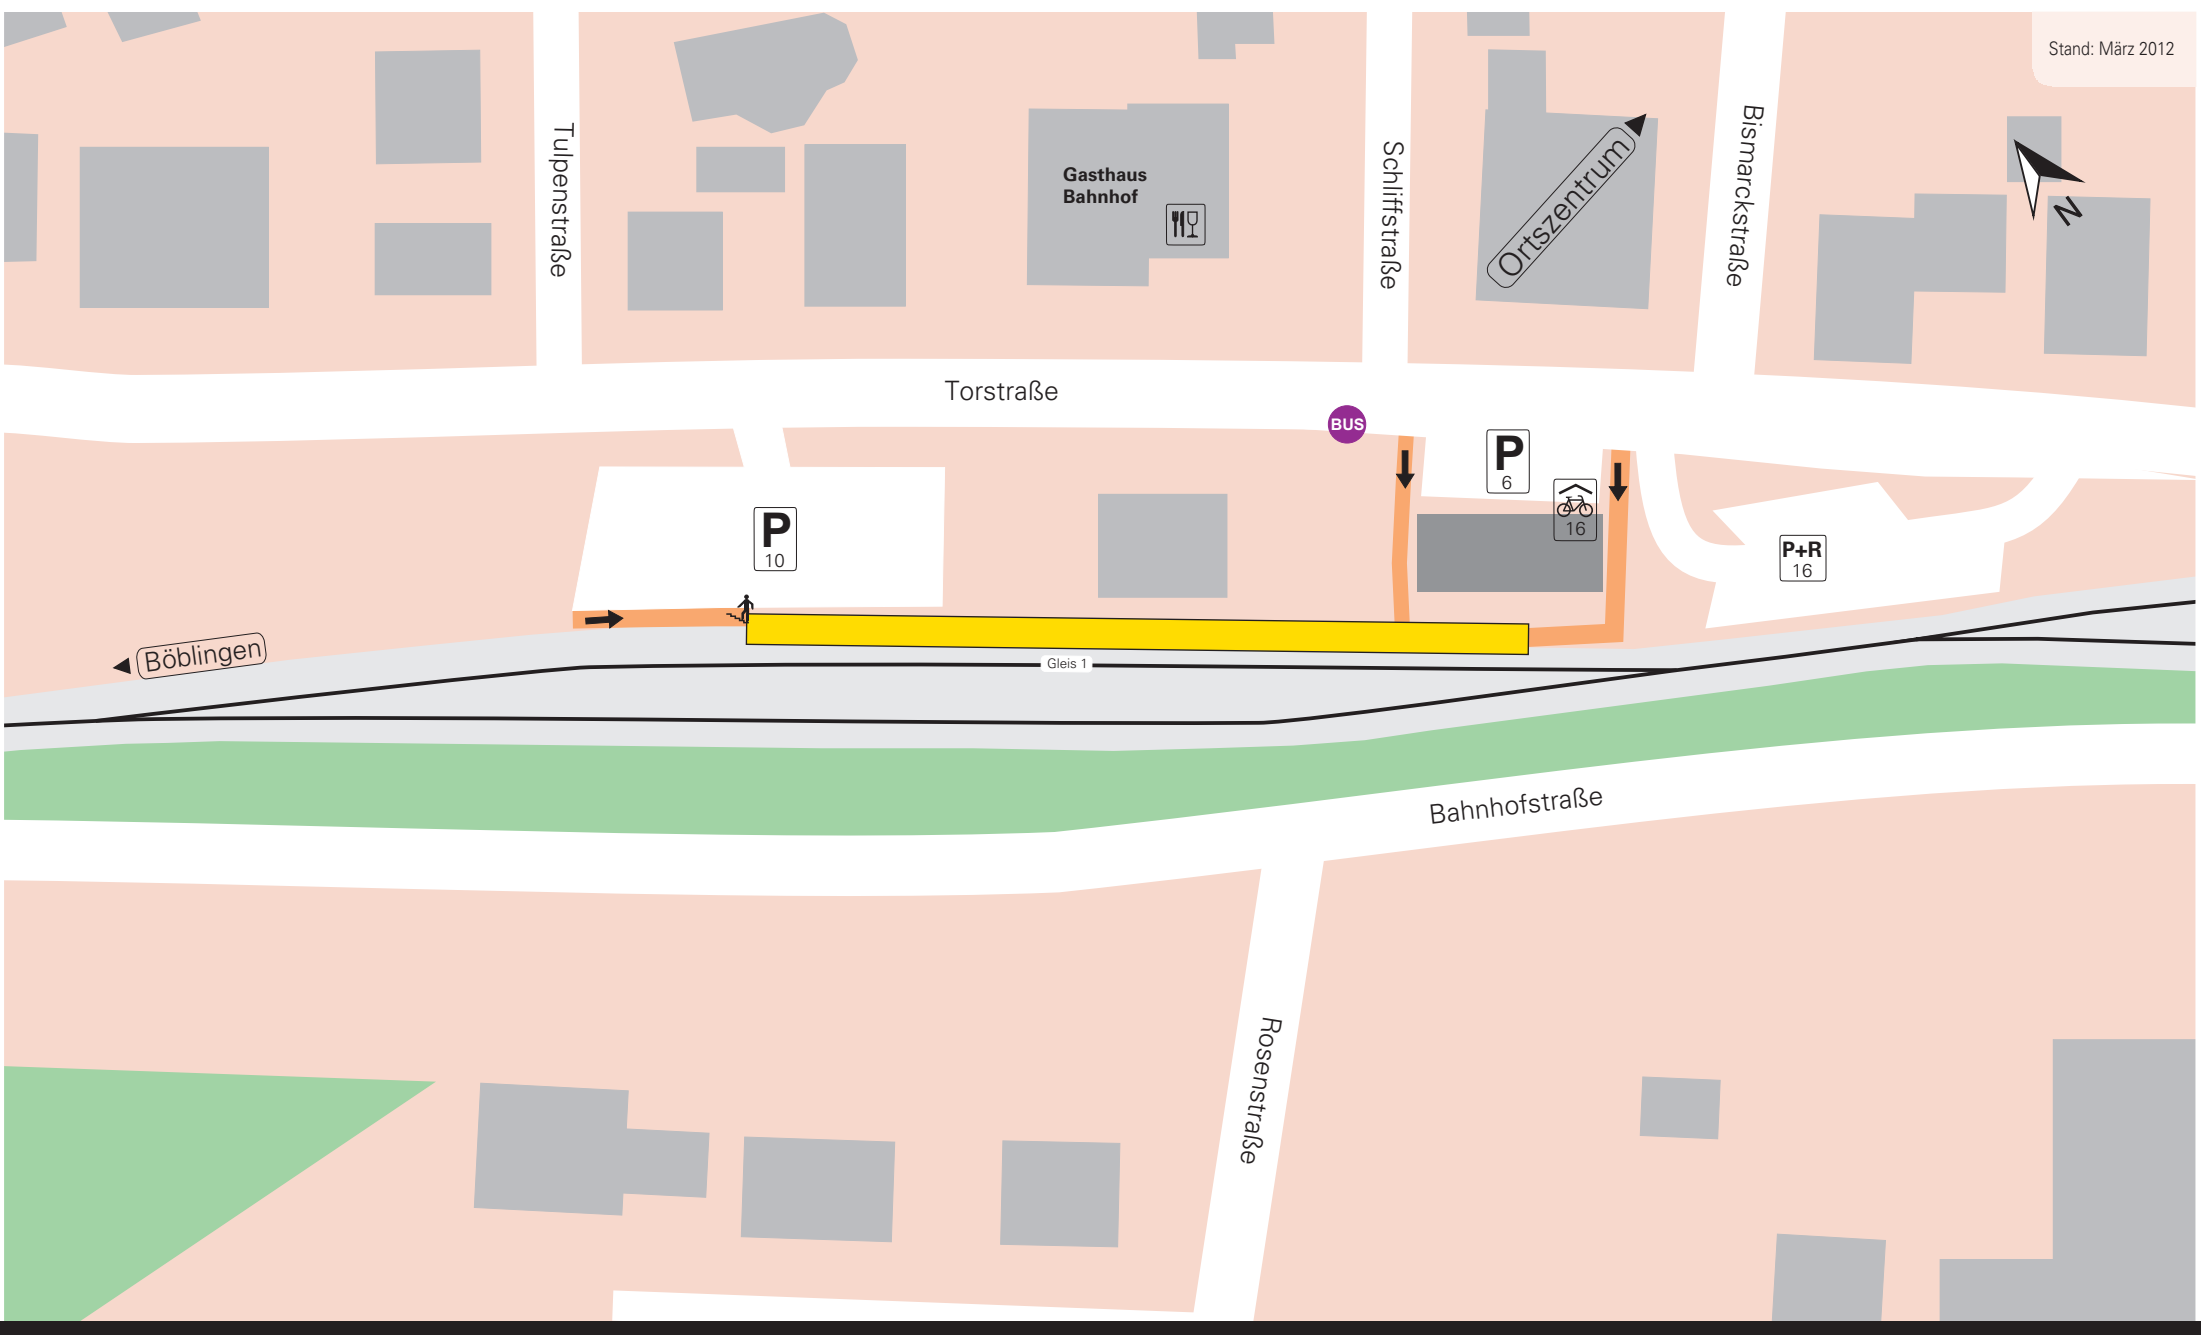 Stand: März 2012
Tulpenstraße
Gasthaus
Bahnhof
Schliffstraße
Ortszentrum
Bismarckstraße
N
Torstraße
BUS
P
6
16
P
10
P+R
16
Böblingen
Gleis 1
Bahnhofstraße
Rosenstraße